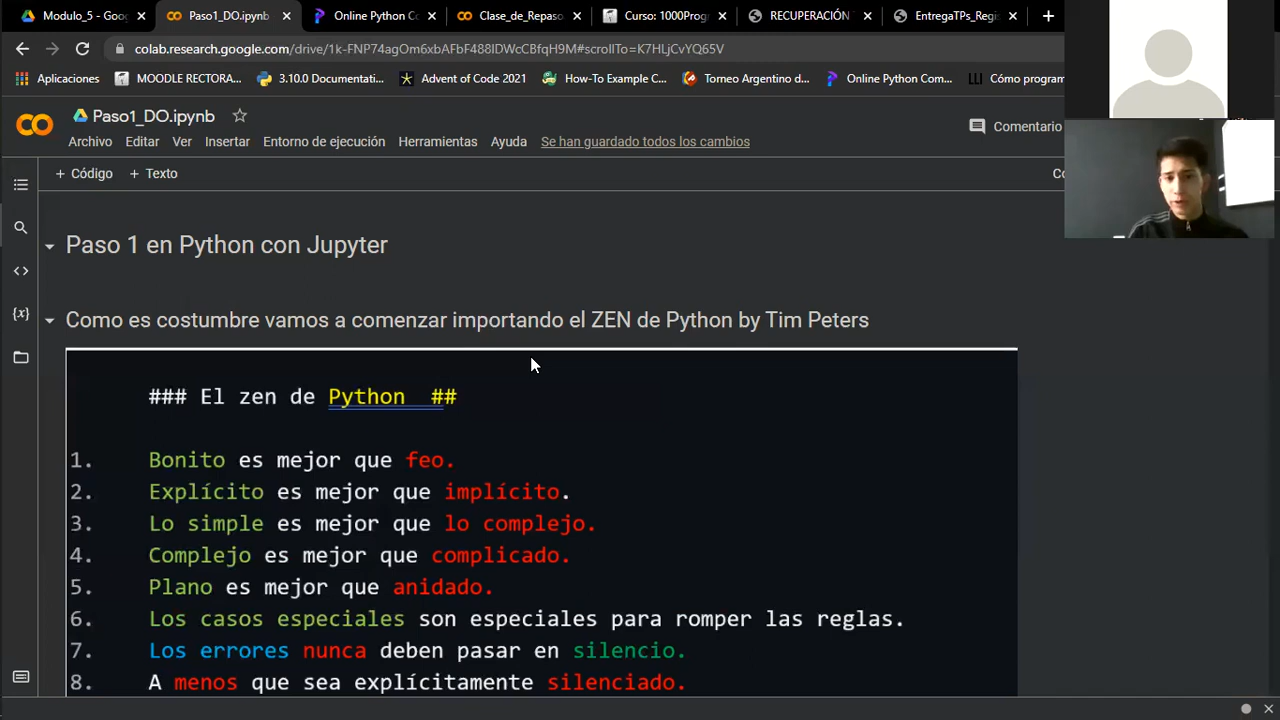 Modulo_5 - Goo
Paso1_DO.ipynb
Online Python Co
Clase_de_Repaso
Curso: 1000Prog
RECUPERACIÓN
EntregaTPs_Regi
colab.research.google.com/drive/1k-FNP74agOm6xbAFbF488IDWcCBfqH9M#scrollTo=K7HLjCvYQ65V
Aplicaciones
MOODLE RECTORA...
3.10.0 Documentati...
Advent of Code 2021
How-To Example C...
Torneo Argentino d...
Online Python Com...
Cómo program
Paso1_DO.ipynb
Comentario
Archivo Editar Ver Insertar Entorno de ejecución Herramientas Ayuda Se han guardado todos los cambios
+ Código + Texto
Co
Paso 1 en Python con Jupyter
Como es costumbre vamos a comenzar importando el ZEN de Python by Tim Peters
### El zen de Python ##
1. Bonito es mejor que feo.
2. Explícito es mejor que implícito.
3. Lo simple es mejor que lo complejo.
4. Complejo es mejor que complicado.
5. Plano es mejor que anidado.
6. Los casos especiales son especiales para romper las reglas.
7. Los errores nunca deben pasar en silencio.
8. A menos que sea explícitamente silenciado.